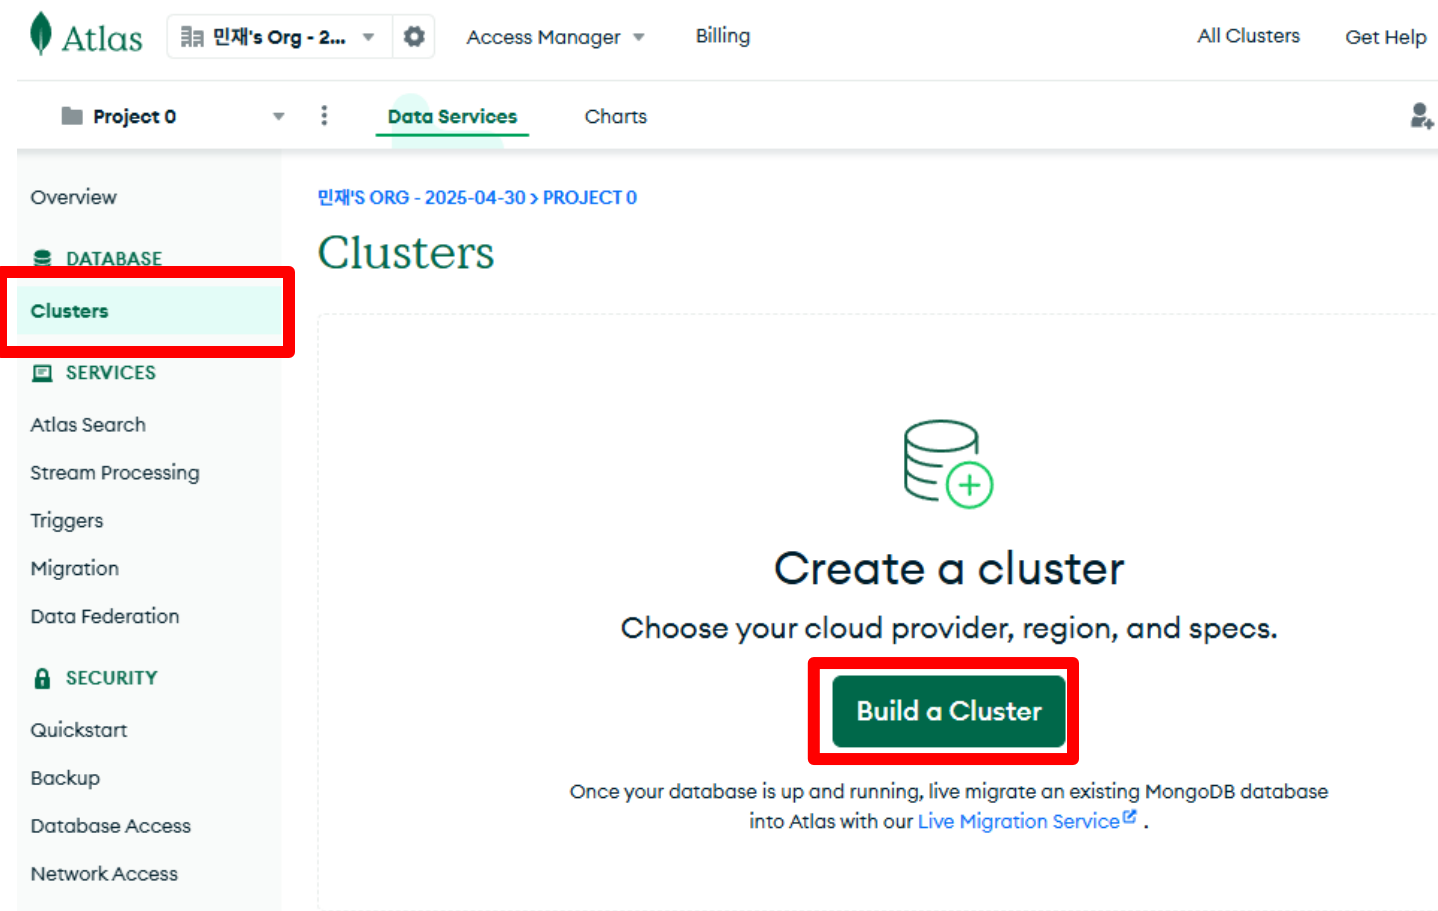 Atlas
민재's Org - 2...
Access Manager
Billing
All Clusters
Get Help
Project 0
Data Services
Charts
Overview
DATABASE
Clusters
SERVICES
Atlas Search
Stream Processing
Triggers
Migration
Data Federation
SECURITY
Quickstart
Backup
Database Access
Network Access
민재'S ORG - 2025-04-30 > PROJECT 0
Clusters
Create a cluster
Choose your cloud provider, region, and specs.
Build a Cluster
Once your database is up and running, live migrate an existing MongoDB database
into Atlas with our Live Migration Service .